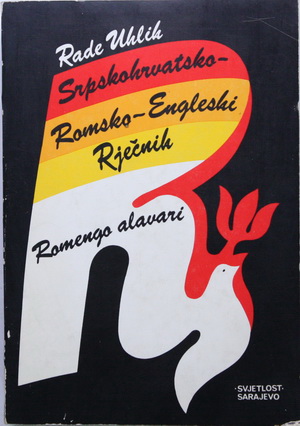 Rade Uhlik
Srpskohrvatsko-
Romsko-Engleski
Rječnik
Romengo alavari
·SVJETLOST·
SARAJEVO